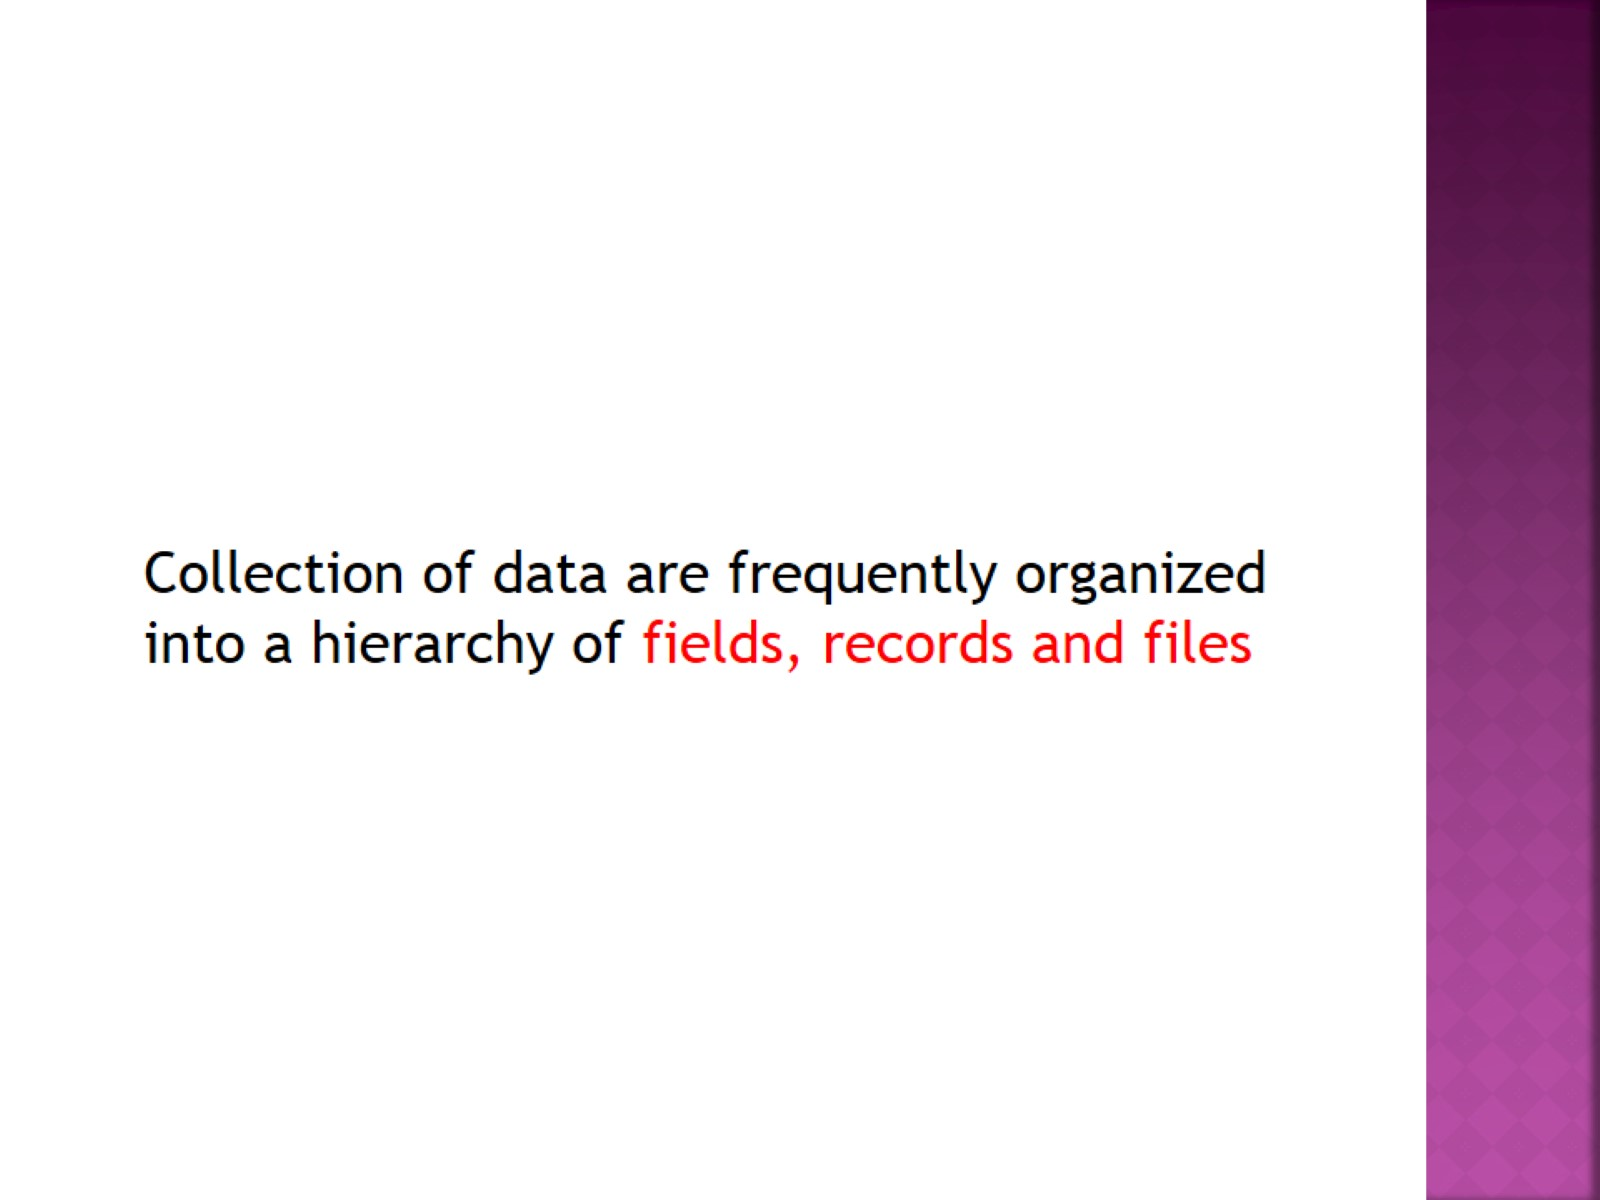 Collection of data are frequently organized
into a hierarchy of fields, records and files